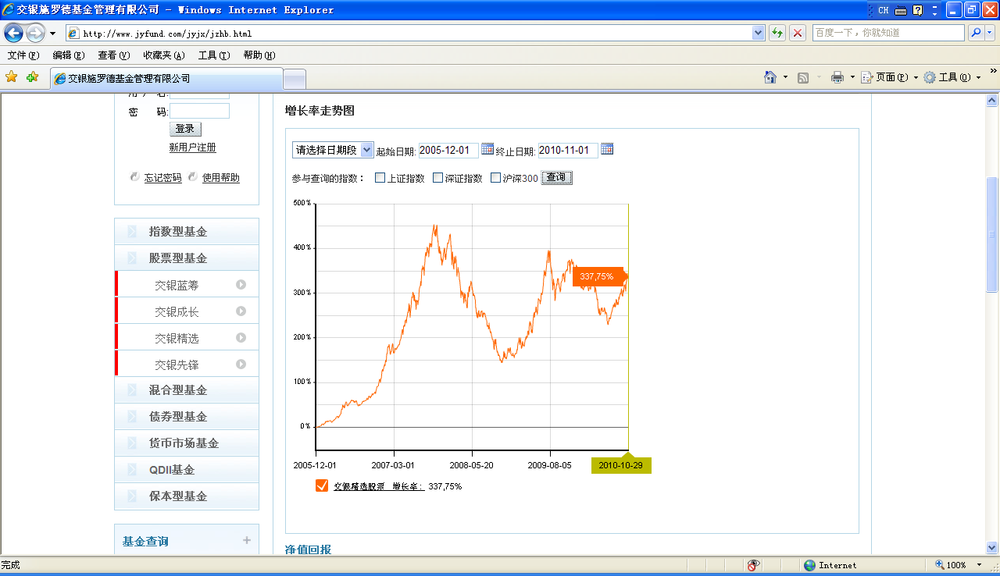 交银施罗德基金管理有限公司 - Windows Internet Explorer
CH
http://www.jyfund.com/jyjx/jzhb.html
百度一下，你就知道
文件(F) 编辑(E) 查看(V) 收藏夹(A) 工具(T) 帮助(H)
交银施罗德基金管理有限公司
页面(P) 工具(O)
用 户 名:
密 码:
登录
新用户注册
忘记密码 使用帮助
指数型基金
股票型基金
交银蓝筹
交银成长
交银精选
交银先锋
混合型基金
债券型基金
货币市场基金
QDII基金
保本型基金
基金查询
增长率走势图
请选择日期段 起始日期: 2005-12-01 终止日期: 2010-11-01
参与查询的指数： 上证指数 深证指数 沪深300 查询
500%
400%
337,75%
300%
200%
100%
0%
2005-12-01 2007-03-01 2008-05-20 2009-08-05 2010-10-29
交银精选股票 增长率: 337,75%
净值回报
完成 Internet 100%